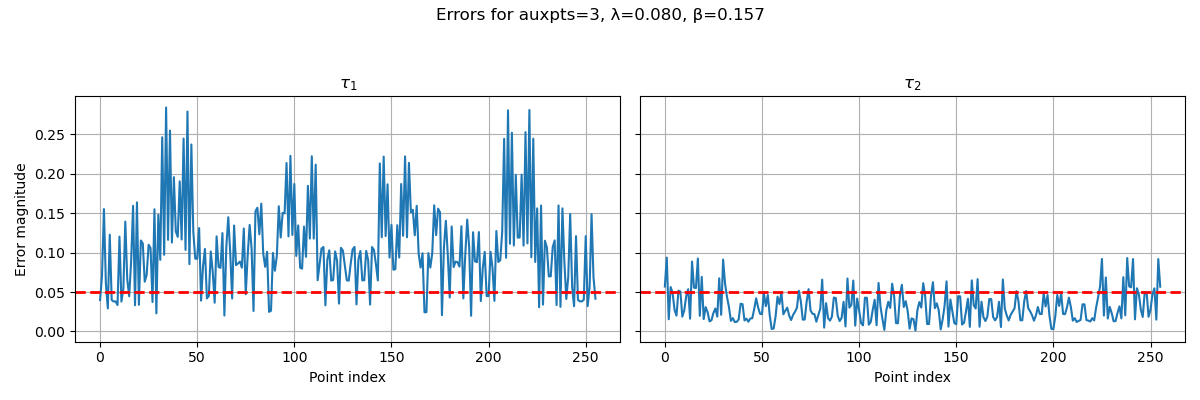 Errors for auxpts=3, λ=0.080, β=0.157
τ₁
τ₂
Error magnitude
0.25
0.20
0.15
0.10
0.05
0.00
0 50 100 150 200 250
0 50 100 150 200 250
Point index
Point index